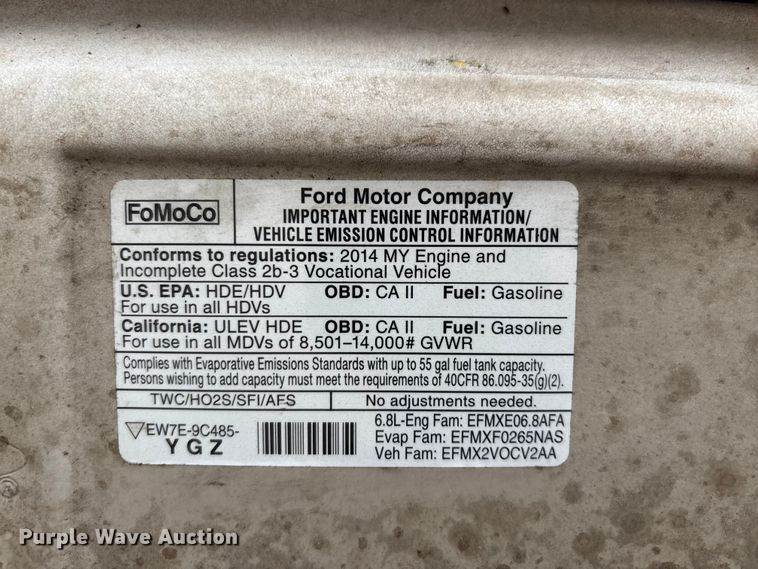 FoMoCo
Ford Motor Company
IMPORTANT ENGINE INFORMATION/
VEHICLE EMISSION CONTROL INFORMATION
Conforms to regulations: 2014 MY Engine and
Incomplete Class 2b-3 Vocational Vehicle
U.S. EPA: HDE/HDV OBD: CA II Fuel: Gasoline
For use in all HDVs
California: ULEV HDE OBD: CA II Fuel: Gasoline
For use in all MDVs of 8,501–14,000# GVWR
Complies with Evaporative Emissions Standards with up to 55 gal fuel tank capacity.
Persons wishing to add capacity must meet the requirements of 40CFR 86.095-35(g)(2).
TWC/HO2S/SFI/AFS No adjustments needed.
EW7E-9C485-
YGZ
6.8L-Eng Fam: EFMXE06.8AFA
Evap Fam: EFMXF0265NAS
Veh Fam: EFMX2VOCV2AA
Purple Wave Auction